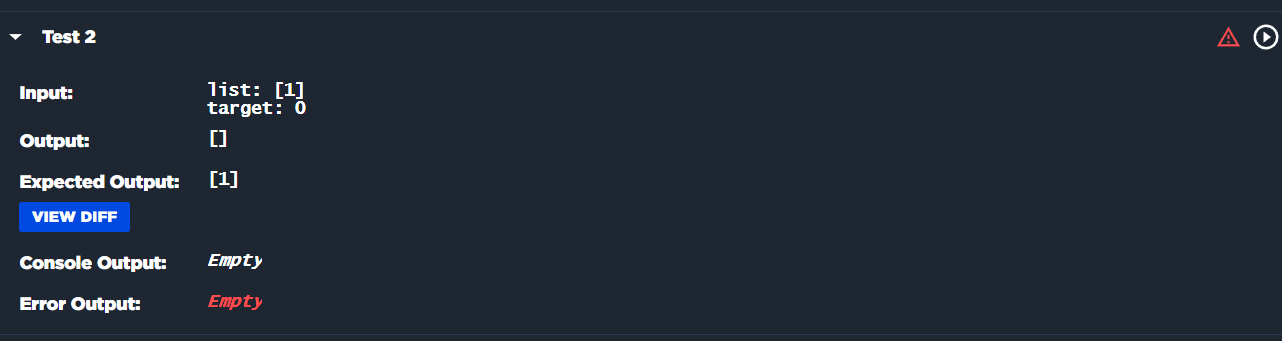 Test 2
Input: list: [1]
target: 0
Output: []
Expected Output: [1]
VIEW DIFF
Console Output: Empty
Error Output: Empty